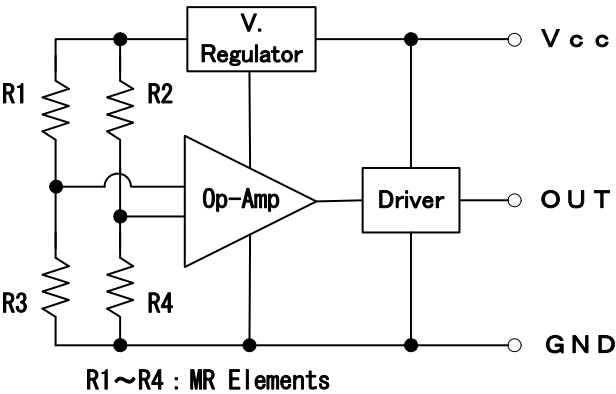 V.
Regulator
Vcc
R1
R2
Op-Amp
Driver
OUT
R3
R4
GND
R1～R4 : MR Elements